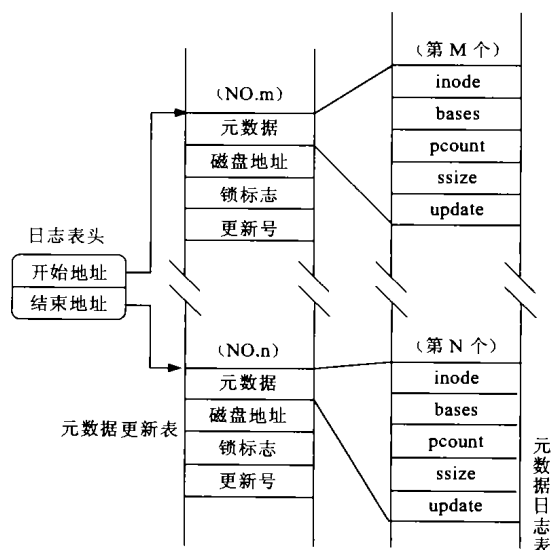 日志表头
开始地址
结束地址
(NO.m)
元数据
磁盘地址
锁标志
更新号
(NO.n)
元数据
磁盘地址
锁标志
更新号
元数据更新表
(第 M 个)
inode
bases
pcount
ssize
update
(第 N 个)
inode
bases
pcount
ssize
update
元数据日志表